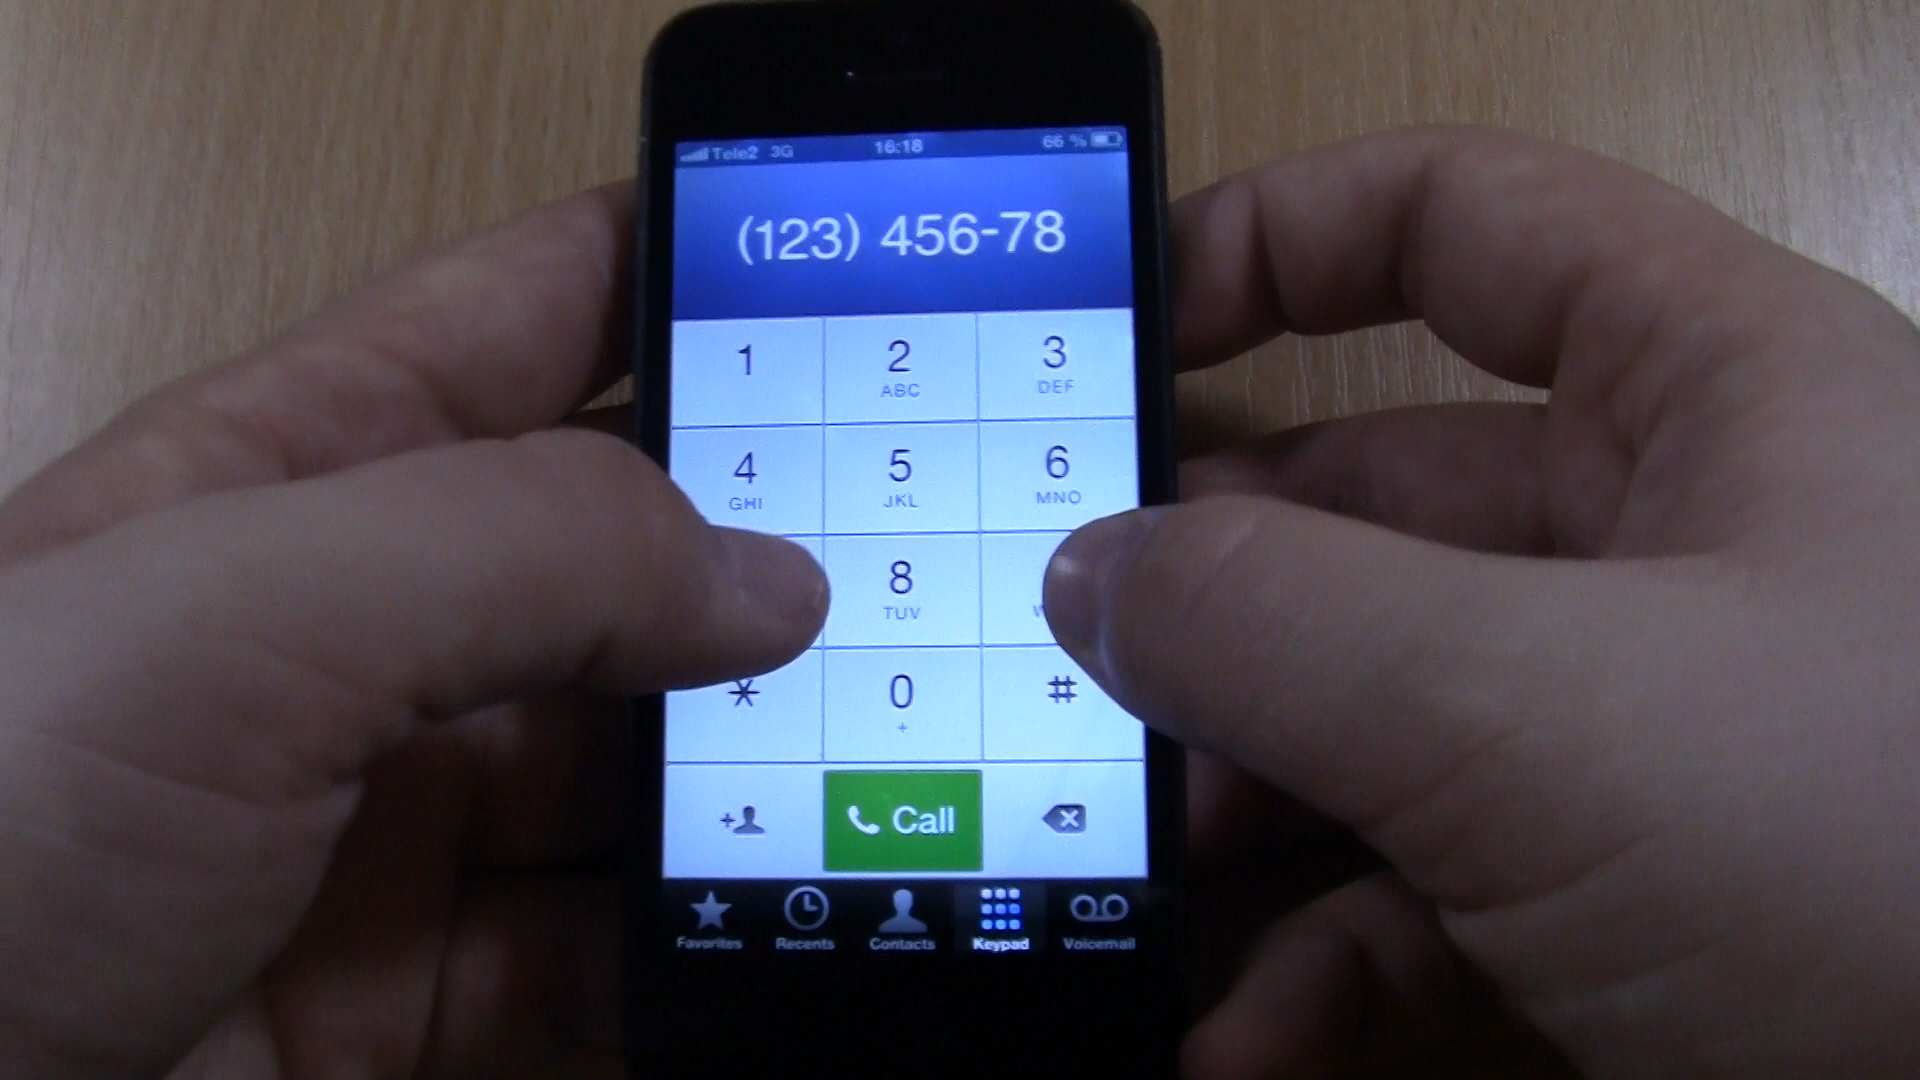 Tele2 3G 16:18 66 %
(123) 456-78
1 2 3
ABC DEF
4 5 6
GHI JKL MNO
8
TUV W
* 0 #
+
+ Call
Favorites Recents Contacts Keypad Voicemail